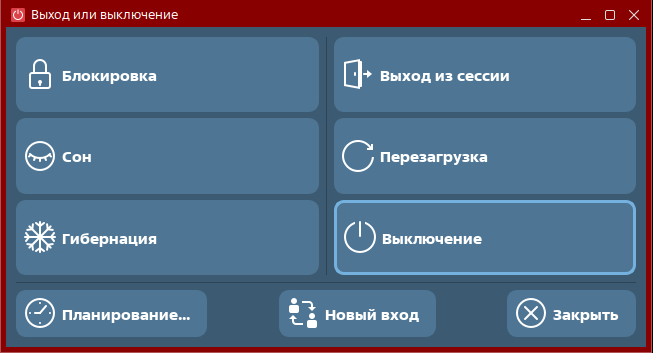 Выход или выключение
Блокировка
Выход из сессии
Сон
Перезагрузка
Гибернация
Выключение
Планирование...
Новый вход
Закрыть